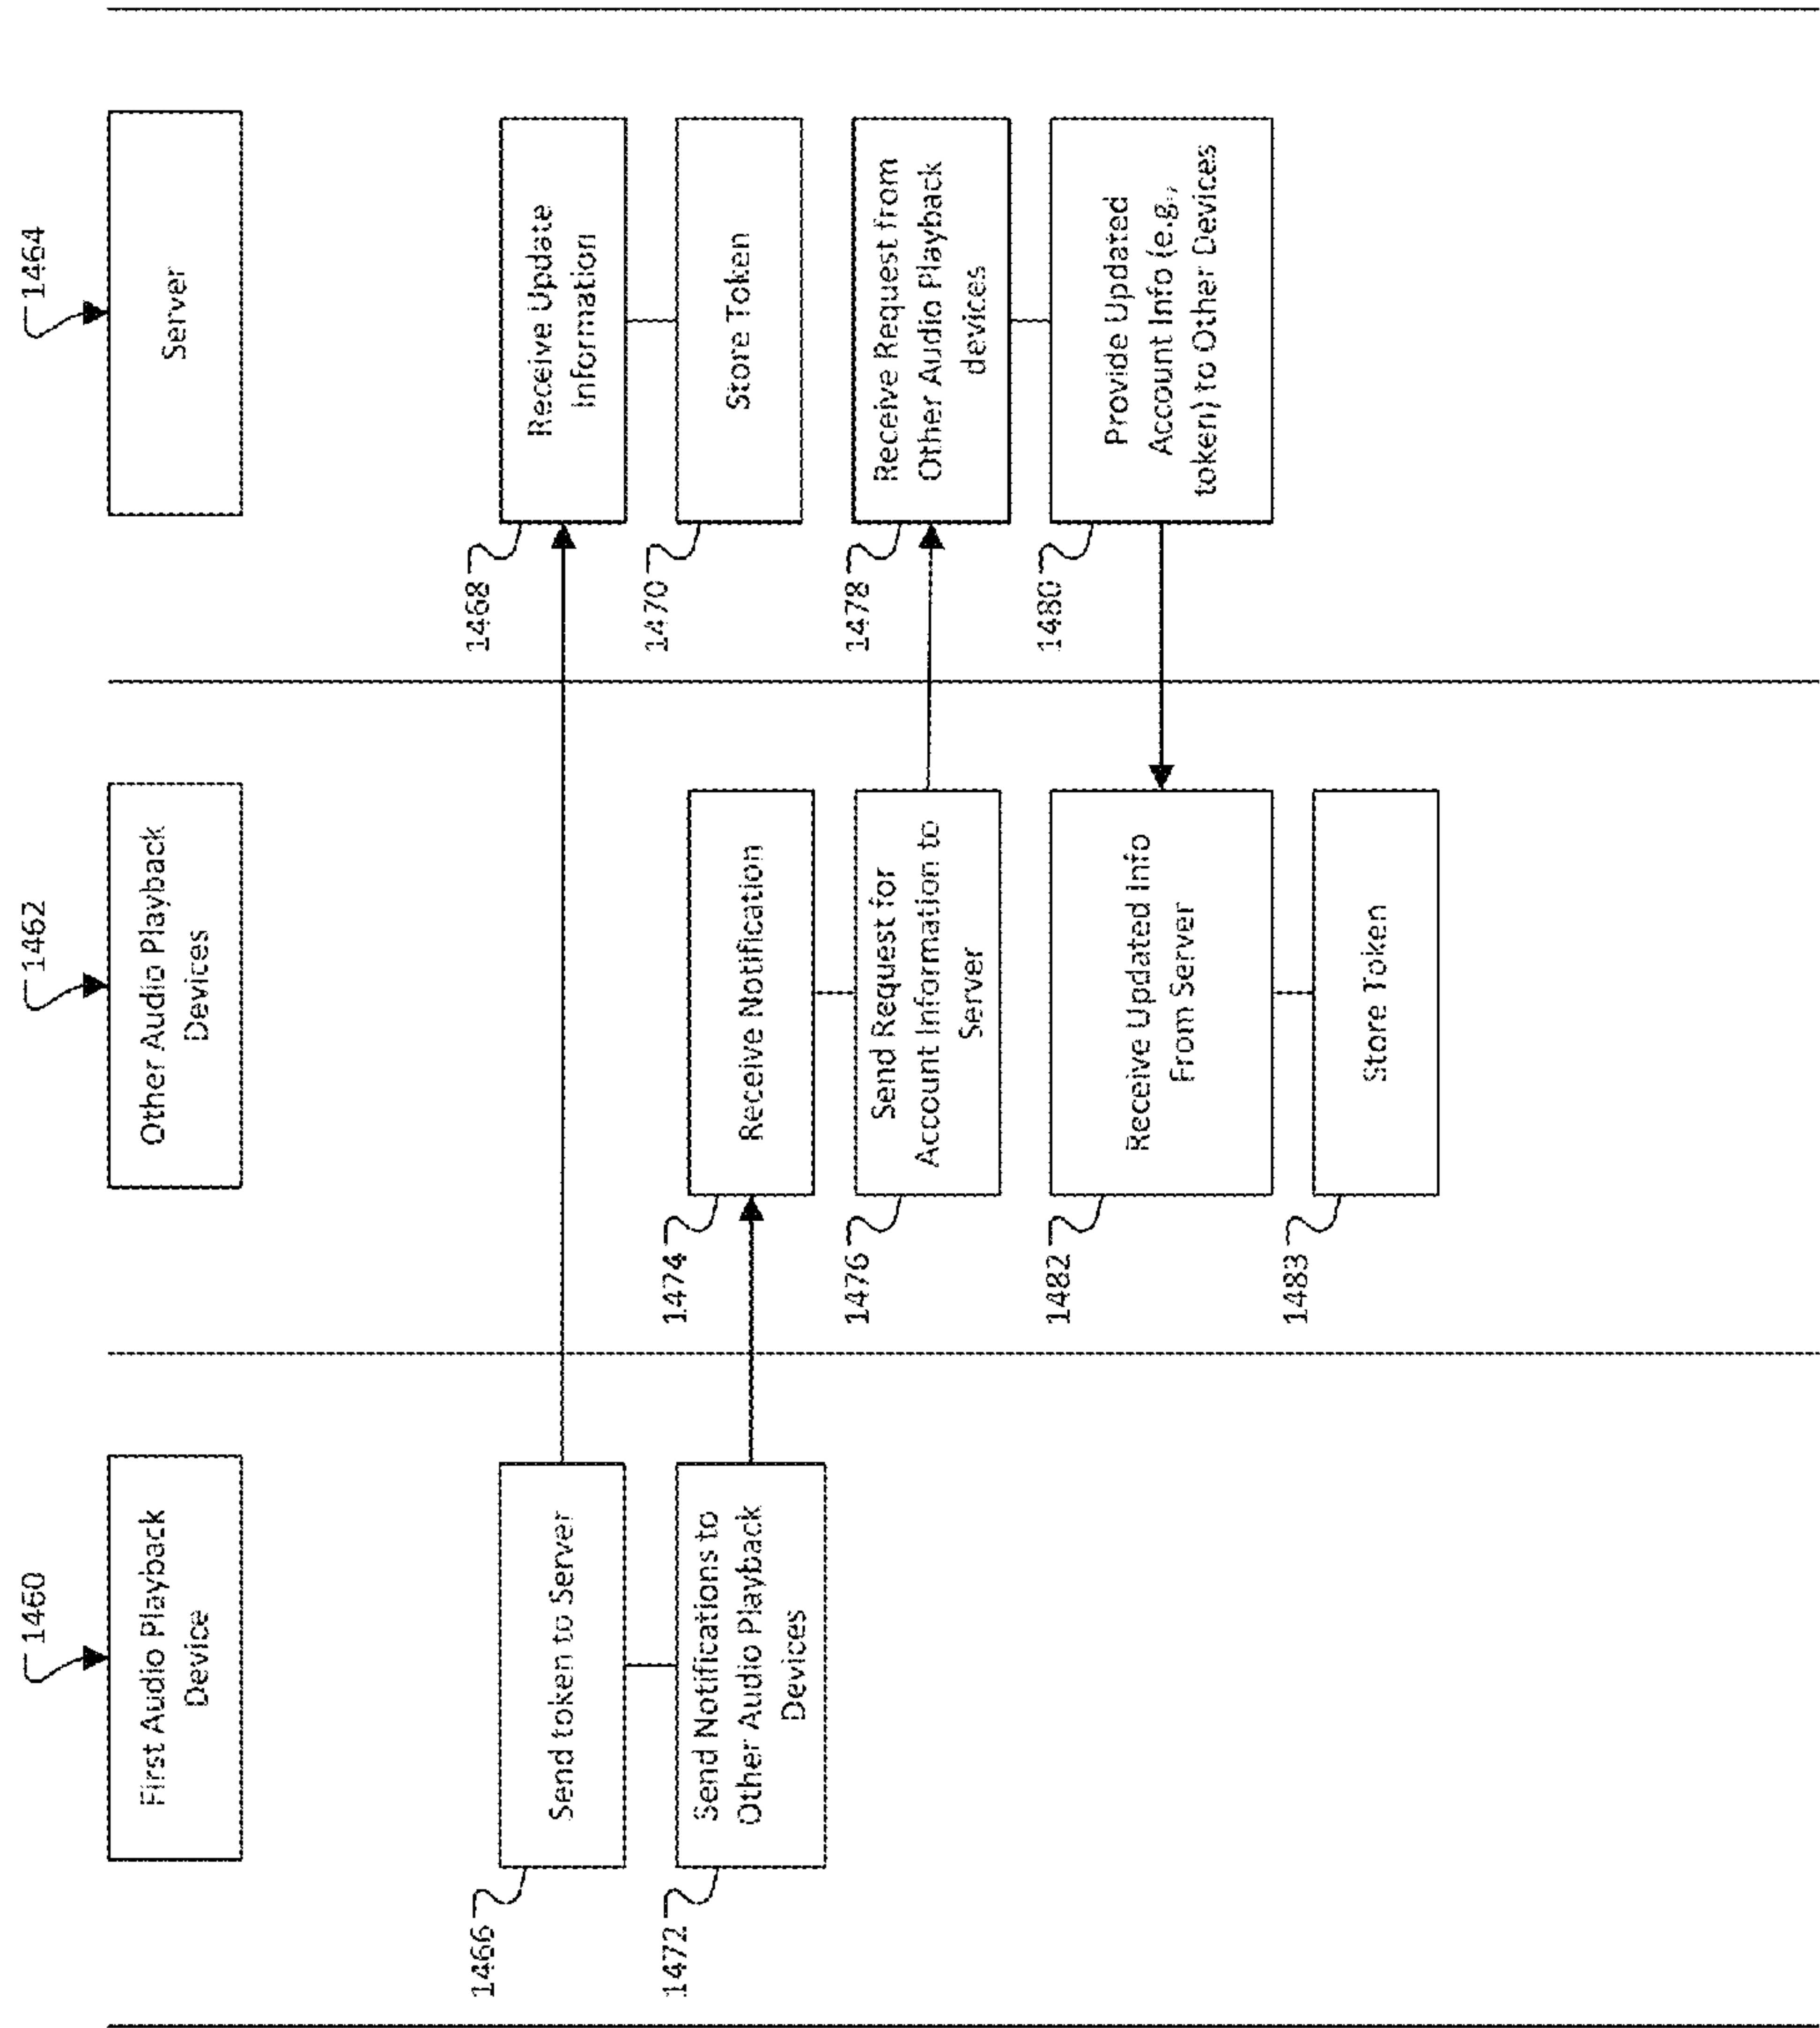 1460
First Audio Playback
Device
1462
Other Audio Playback
Devices
1464
Server
1466
Send token to Server
1468
Receive Update
Information
1470
Store Token
1472
Send Notifications to
Other Audio Playback
Devices
1474
Receive Notification
1476
Send Request for
Account Information to
Server
1478
Receive Request from
Other Audio Playback
devices
1480
Provide Updated
Account Info (e.g.,
token) to Other Devices
1482
Receive Updated Info
From Server
1483
Store Token